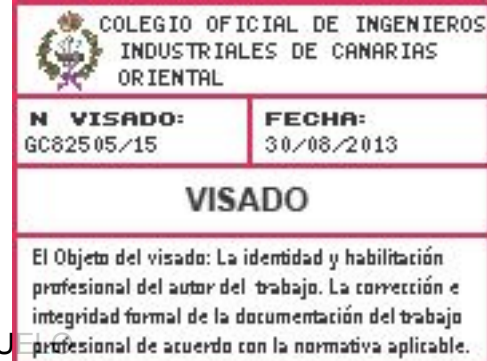 COLEGIO OFICIAL DE INGENIEROS
INDUSTRIALES DE CANARIAS
ORIENTAL
N VISADO:
GC82505/15
FECHA:
30/08/2013
VISADO
El Objeto del visado: La identidad y habilitación
profesional del autor del trabajo. La corrección e
integridad formal de la documentación del trabajo
profesional de acuerdo con la normativa aplicable.